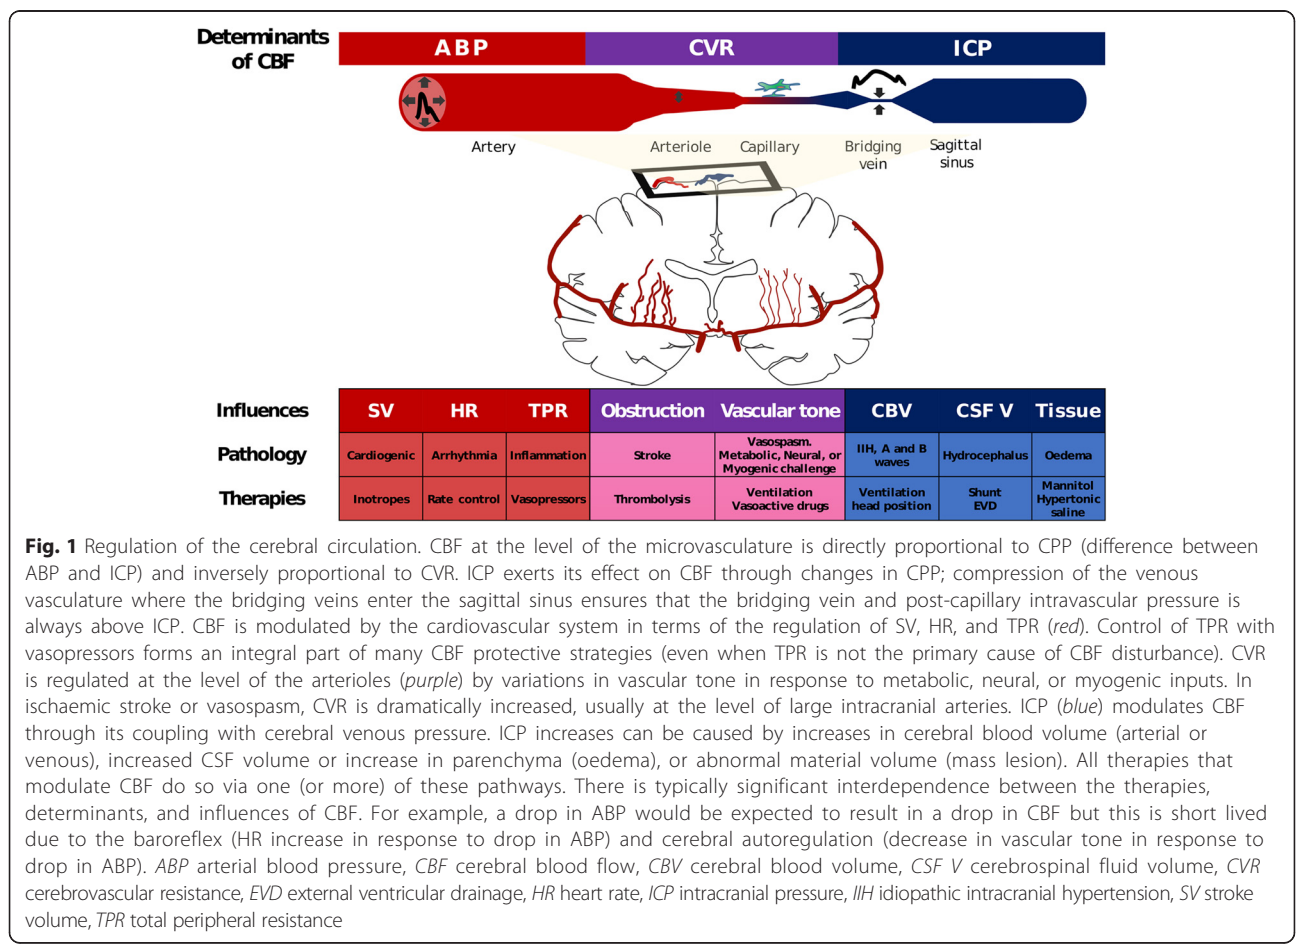 Determinants of CBF
ABP CVR ICP
Artery Arteriole Capillary Bridging vein Sagittal sinus
Influences SV HR TPR Obstruction Vascular tone CBV CSF V Tissue
Pathology Cardiogenic Arrhythmia Inflammation Stroke Vasospasm. Metabolic, Neural, or Myogenic challenge IIH, A and B waves Hydrocephalus Oedema
Therapies Inotropes Rate control Vasopressors Thrombolysis Ventilation Vasoactive drugs Ventilation head position Shunt EVD Mannitol Hypertonic saline
Fig. 1 Regulation of the cerebral circulation. CBF at the level of the microvasculature is directly proportional to CPP (difference between
ABP and ICP) and inversely proportional to CVR. ICP exerts its effect on CBF through changes in CPP; compression of the venous
vasculature where the bridging veins enter the sagittal sinus ensures that the bridging vein and post-capillary intravascular pressure is
always above ICP. CBF is modulated by the cardiovascular system in terms of the regulation of SV, HR, and TPR (red). Control of TPR with
vasopressors forms an integral part of many CBF protective strategies (even when TPR is not the primary cause of CBF disturbance). CVR
is regulated at the level of the arterioles (purple) by variations in vascular tone in response to metabolic, neural, or myogenic inputs. In
ischaemic stroke or vasospasm, CVR is dramatically increased, usually at the level of large intracranial arteries. ICP (blue) modulates CBF
through its coupling with cerebral venous pressure. ICP increases can be caused by increases in cerebral blood volume (arterial or
venous), increased CSF volume or increase in parenchyma (oedema), or abnormal material volume (mass lesion). All therapies that
modulate CBF do so via one (or more) of these pathways. There is typically significant interdependence between the therapies,
determinants, and influences of CBF. For example, a drop in ABP would be expected to result in a drop in CBF but this is short lived
due to the baroreflex (HR increase in response to drop in ABP) and cerebral autoregulation (decrease in vascular tone in response to
drop in ABP). ABP arterial blood pressure, CBF cerebral blood flow, CBV cerebral blood volume, CSF V cerebrospinal fluid volume, CVR
cerebrovascular resistance, EVD external ventricular drainage, HR heart rate, ICP intracranial pressure, IIH idiopathic intracranial hypertension, SV stroke
volume, TPR total peripheral resistance